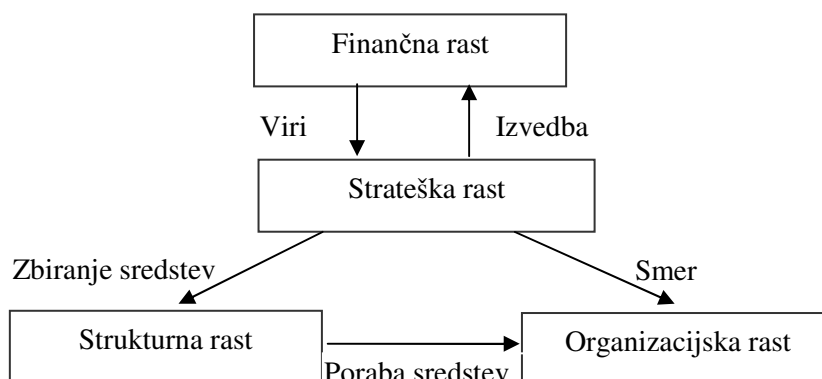 Finančna rast
Viri
Izvedba
Strateška rast
Zbiranje sredstev
Smer
Strukturna rast
Organizacijska rast
Poraba sredstev